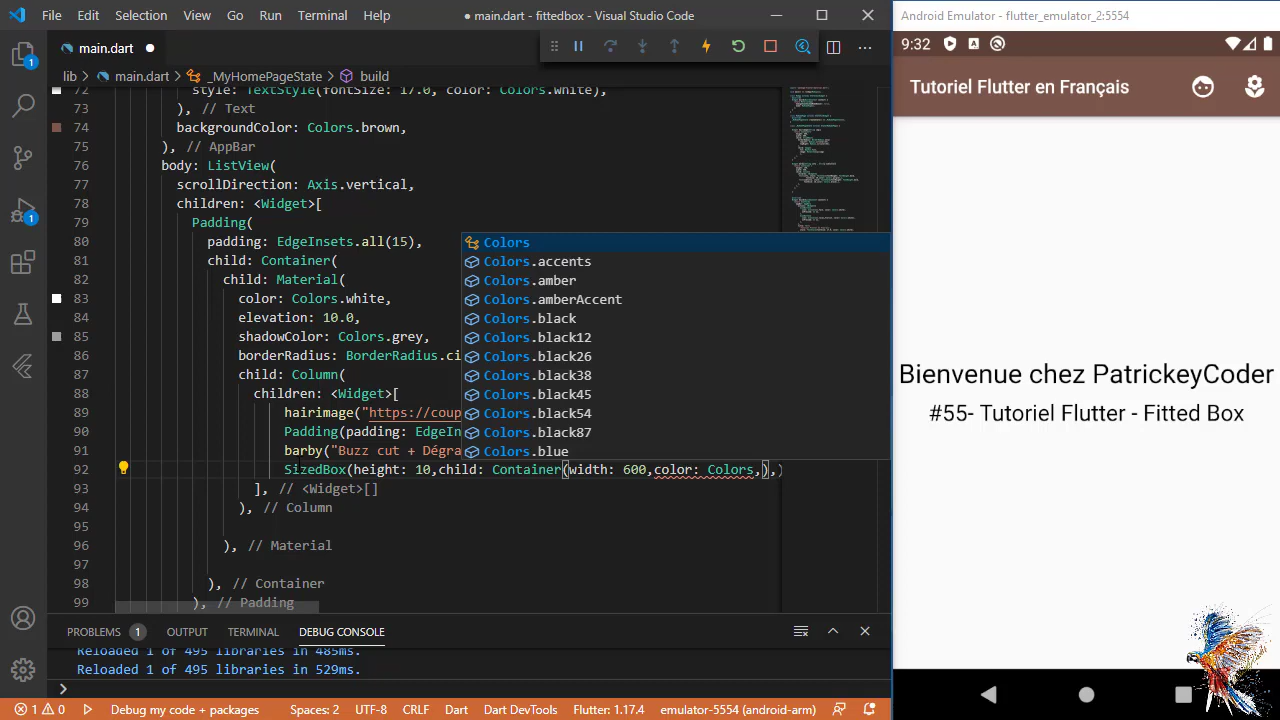 File Edit Selection View Go Run Terminal Help
● main.dart - fittedbox - Visual Studio Code
Android Emulator - flutter_emulator_2:5554
main.dart ●
9:32
lib > main.dart > _MyHomePageState > build
Tutoriel Flutter en Français
72 style: TextStyle(fontSize: 17.0, color: Colors.white),
73 ), // Text
74 backgroundColor: Colors.brown,
75 ), // AppBar
76 body: ListView(
77 scrollDirection: Axis.vertical,
78 children: <Widget>[
79 Padding(
80 padding: EdgeInsets.all(15),
81 child: Container(
82 child: Material(
83 color: Colors.white,
84 elevation: 10.0,
85 shadowColor: Colors.grey,
86 borderRadius: BorderRadius.ci
87 child: Column(
88 children: <Widget>[
89 hairimage("https://coup
90 Padding(padding: EdgeIn
91 barby("Buzz cut + Dégra
92 SizedBox(height: 10,child: Container(width: 600,color: Colors,),)
93 ], // <Widget>[]
94 ), // Column
95
96 ), // Material
97
98 ), // Container
99 ), // Padding
Colors
Colors.accents
Colors.amber
Colors.amberAccent
Colors.black
Colors.black12
Colors.black26
Colors.black38
Colors.black45
Colors.black54
Colors.black87
Colors.blue
Bienvenue chez PatrickeyCoder
#55- Tutoriel Flutter - Fitted Box
1
1
PROBLEMS 1 OUTPUT TERMINAL DEBUG CONSOLE
Reloaded 1 of 495 libraries in 485ms.
Reloaded 1 of 495 libraries in 529ms.
1 0 Debug my code + packages Spaces: 2 UTF-8 CRLF Dart Dart DevTools Flutter: 1.17.4 emulator-5554 (android-arm)